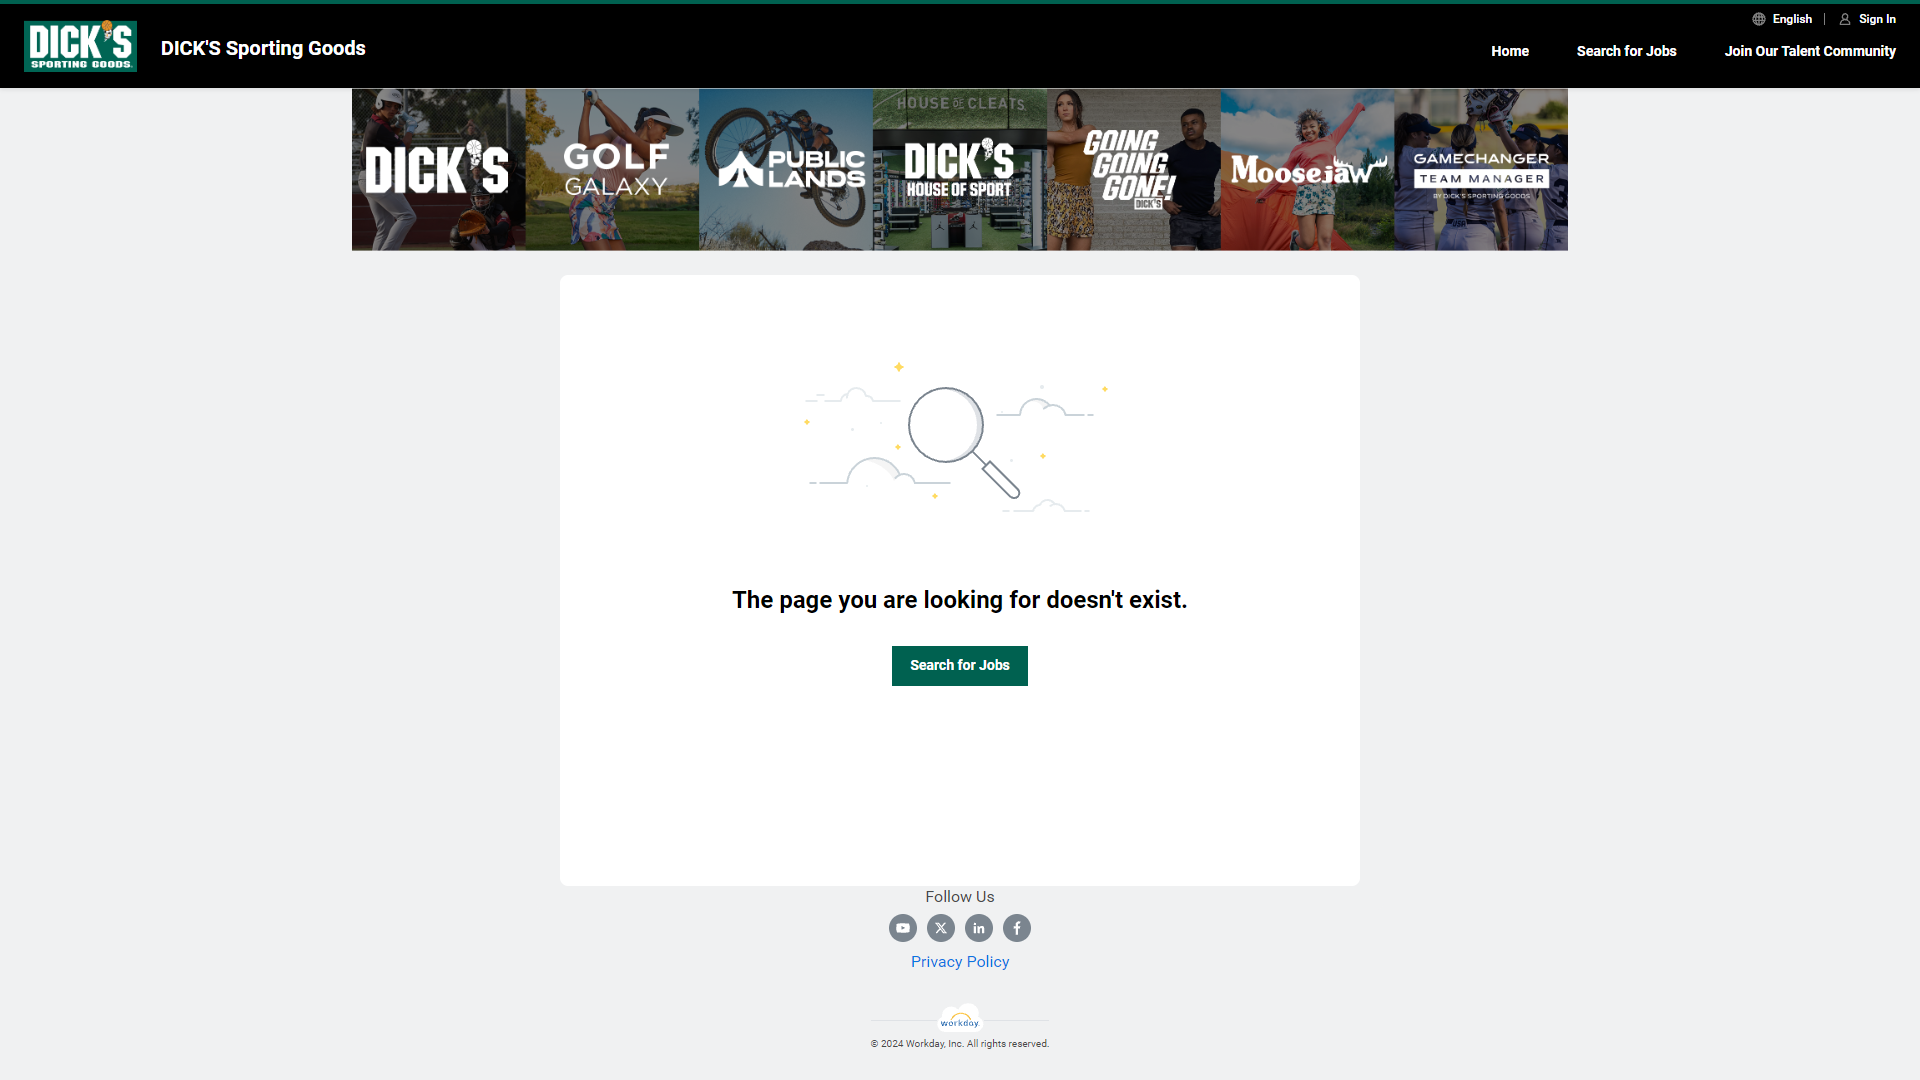 DICK'S
SPORTING GOODS.
DICK'S Sporting Goods
English
Sign In
Home
Search for Jobs
Join Our Talent Community
DICK'S
GOLF
GALAXY
PUBLIC
LANDS
HOUSE OF CLEATS
DICK'S
HOUSE OF SPORT
GOING
GOING
GONE!
DICK'S
Moosejaw
GAMECHANGER
TEAM MANAGER
BY DICK'S SPORTING GOODS
The page you are looking for doesn't exist.
Search for Jobs
Follow Us
Privacy Policy
workday.
© 2024 Workday, Inc. All rights reserved.